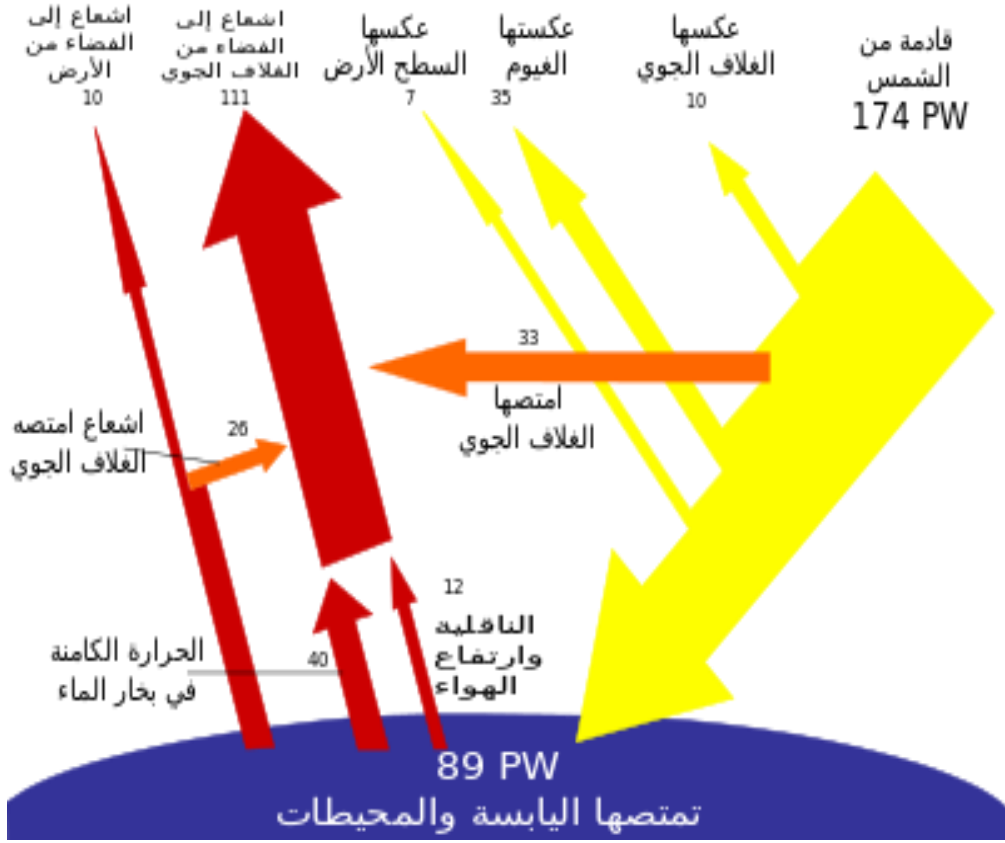 قادمة من
الشمس
174 PW
عكسها
الغلاف الجوي
10
عكستها
الغيوم
35
عكسها
السطح الأرض
7
اشعاع إلى
الفضاء من
الغلاف الجوي
111
اشعاع إلى
الفضاء من
الأرض
10
33
امتصها
الغلاف الجوي
26
اشعاع امتصه
الغلاف الجوي
12
الناقلية
وارتفاع
الهواء
40
الحرارة الكامنة
في بخار الماء
89 PW
تمتصها اليابسة والمحيطات